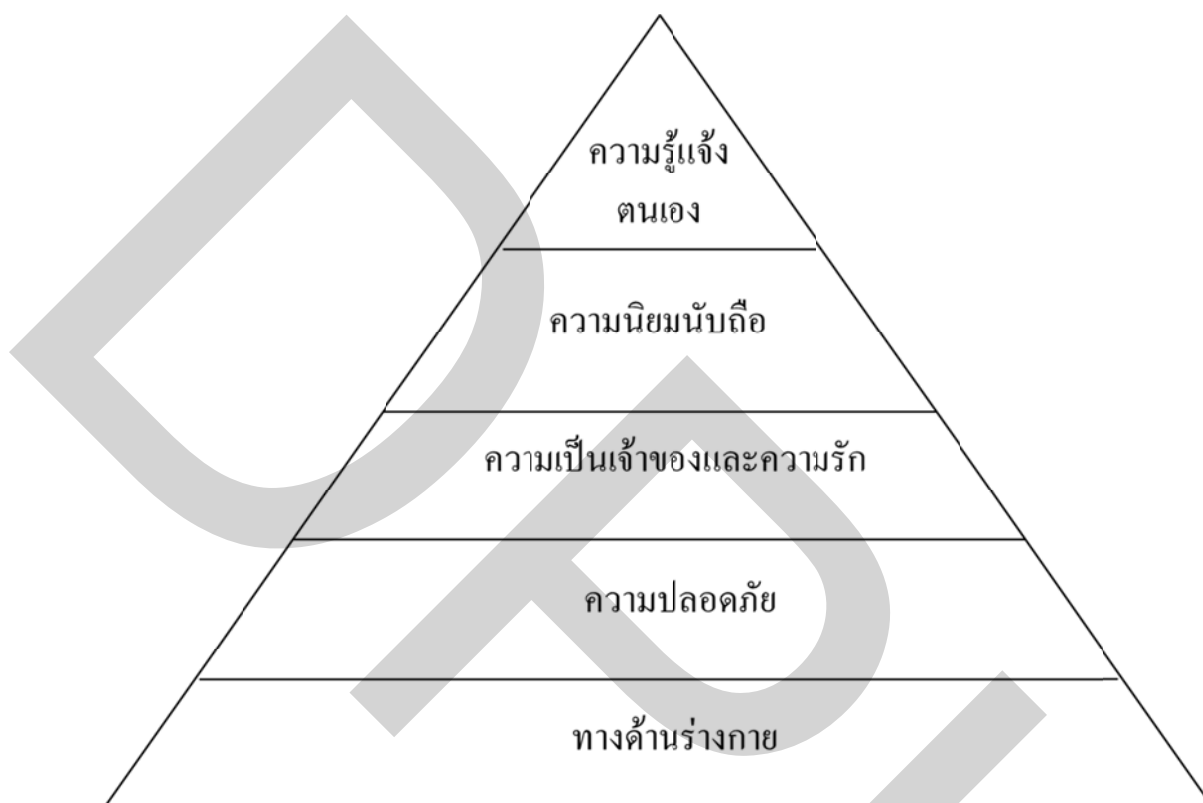 ความรู้แจ้ง
ตนเอง
ความนิยมนับถือ
ความเป็นเจ้าของและความรัก
ความปลอดภัย
ทางด้านร่างกาย